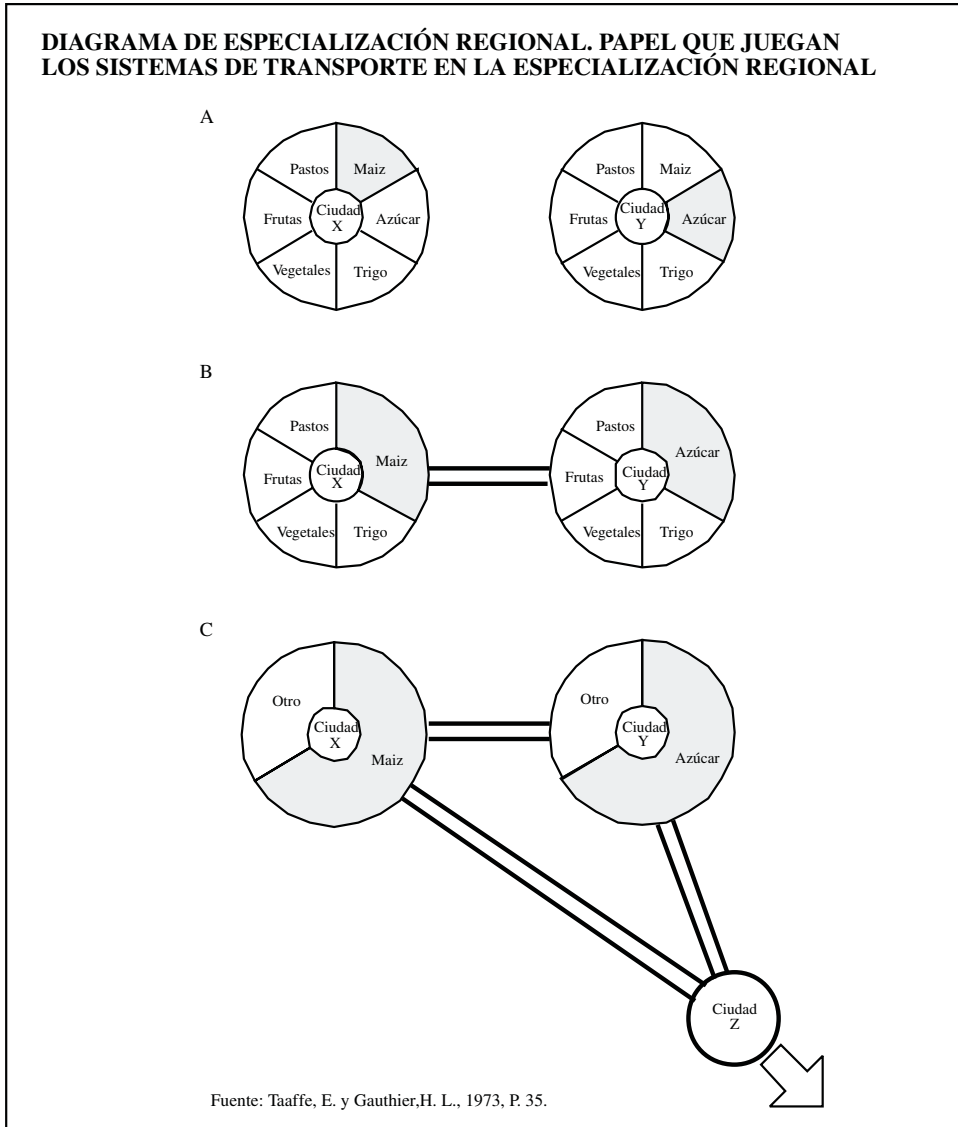 DIAGRAMA DE ESPECIALIZACIÓN REGIONAL. PAPEL QUE JUEGAN
LOS SISTEMAS DE TRANSPORTE EN LA ESPECIALIZACIÓN REGIONAL
A
Pastos
Maiz
Frutas
Ciudad
X
Azúcar
Vegetales
Trigo
Pastos
Maiz
Frutas
Ciudad
Y
Azúcar
Vegetales
Trigo
B
Pastos
Maiz
Frutas
Ciudad
X
Vegetales
Trigo
Pastos
Azúcar
Frutas
Ciudad
Y
Vegetales
Trigo
C
Otro
Ciudad
X
Maiz
Otro
Ciudad
Y
Azúcar
Ciudad
Z
Fuente: Taaffe, E. y Gauthier,H. L., 1973, P. 35.